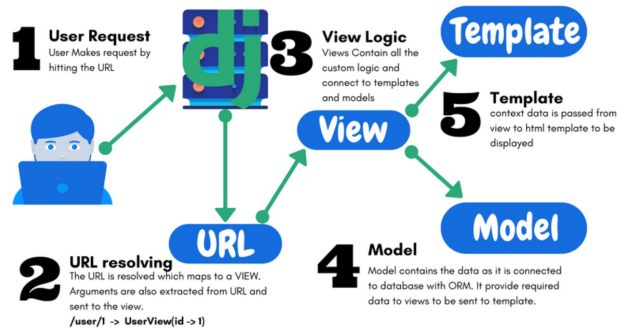 1
User Request
User Makes request by
hitting the URL
dj
3
View Logic
Views Contain all the
custom logic and
connect to templates
and models
Template
5
Template
context data is passed from
view to html template to be
displayed
View
URL
Model
2
URL resolving
The URL is resolved which maps to a VIEW.
Arguments are also extracted from URL and
sent to the view.
/user/1 -> UserView(id -> 1)
4
Model
Model contains the data as it is connected
to database with ORM. It provide required
data to views to be sent to template.